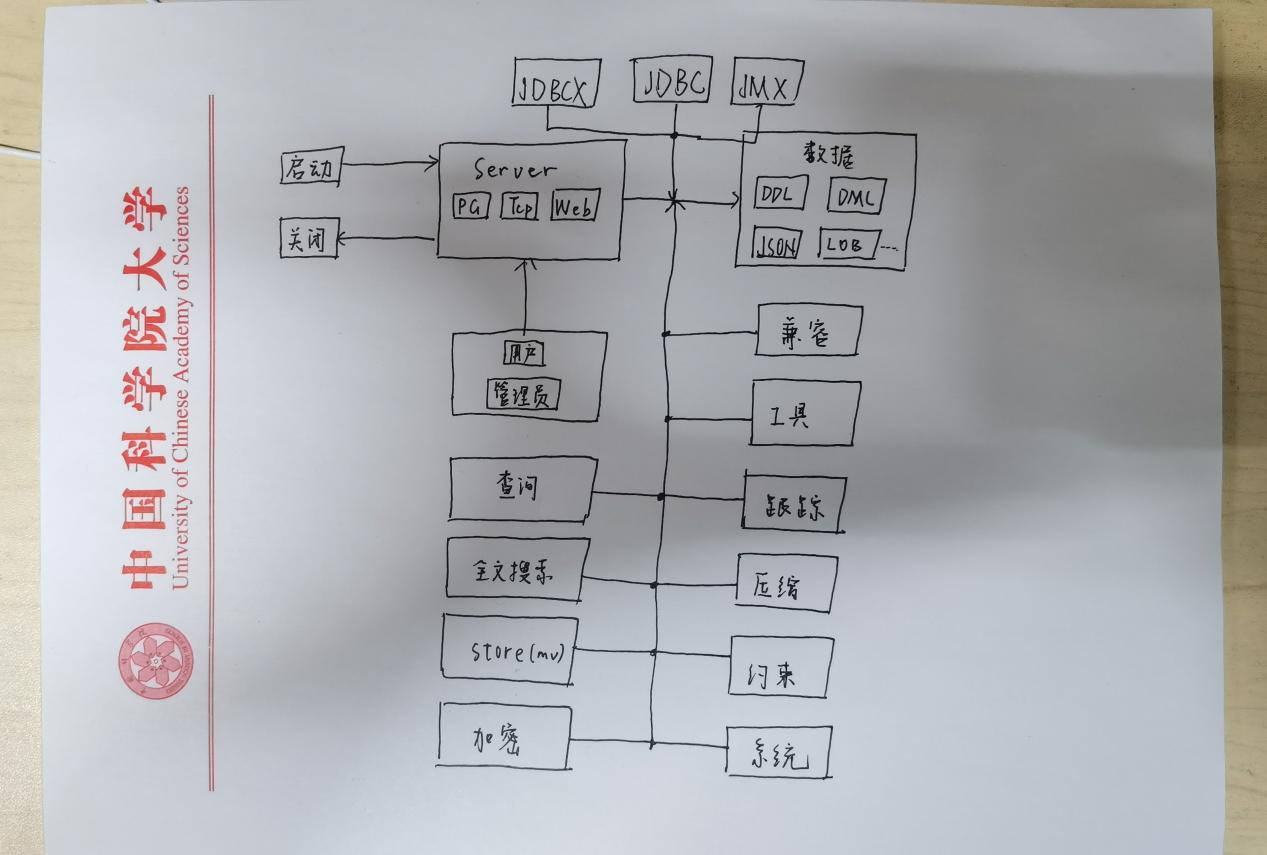 中国科学院大学
University of Chinese Academy of Sciences
JDBCX
JDBC
JMX
启动
关闭
Server
PG
Tcp
Web
数据
DDL
DML
JSON
LOB
...
用户
管理员
兼容
工具
查询
跟踪
全文搜索
压缩
store(mv)
约束
加密
系统